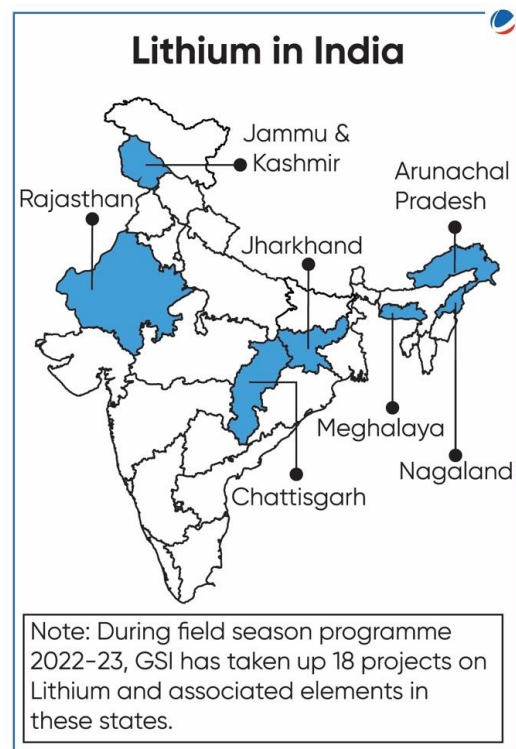 Lithium in India
Jammu &
Kashmir
Arunachal
Pradesh
Rajasthan
Jharkhand
Meghalaya
Nagaland
Chattisgarh
Note: During field season programme
2022-23, GSI has taken up 18 projects on
Lithium and associated elements in
these states.